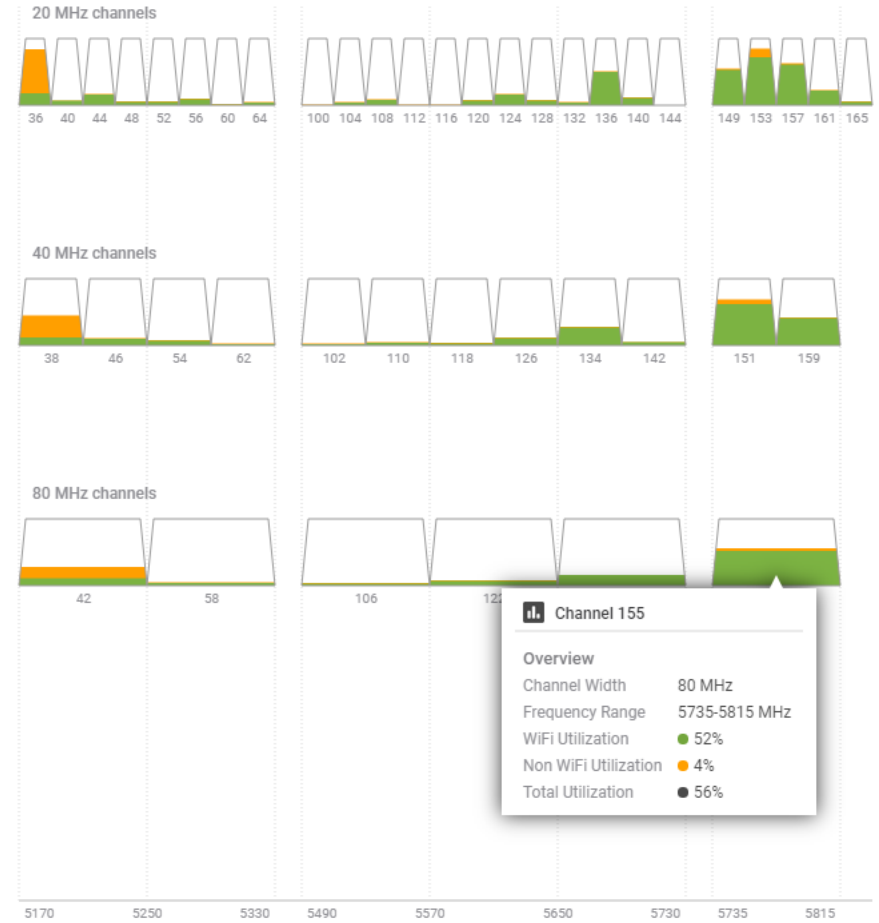 20 MHz channels
36 40 44 48 52 56 60 64 100 104 108 112 116 120 124 128 132 136 140 144 149 153 157 161 165
40 MHz channels
38 46 54 62 102 110 118 126 134 142 151 159
80 MHz channels
42 58 106
Channel 155
Overview
Channel Width 80 MHz
Frequency Range 5735-5815 MHz
WiFi Utilization 52%
Non WiFi Utilization 4%
Total Utilization 56%
5170 5250 5330 5490 5570 5650 5730 5735 5815